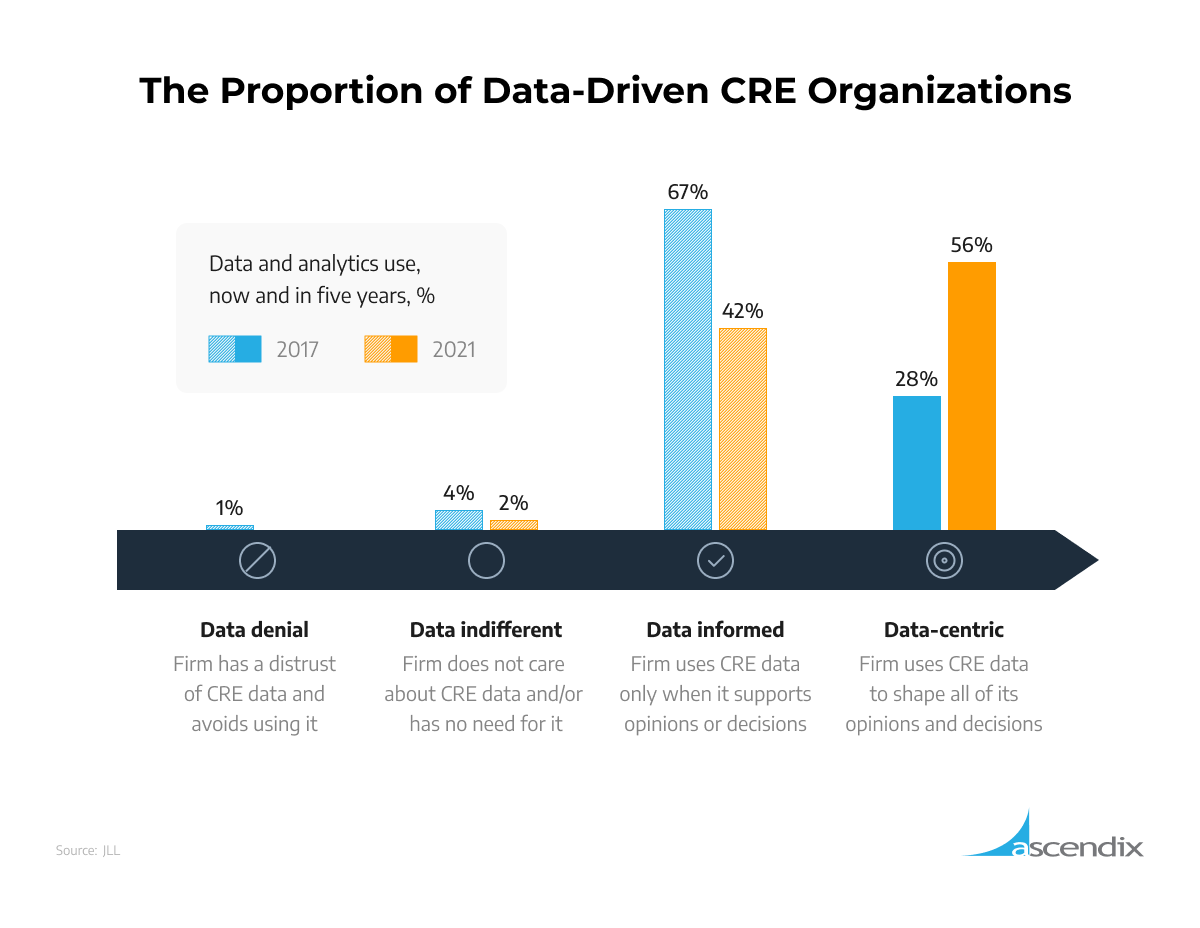 The Proportion of Data-Driven CRE Organizations
Data and analytics use,
now and in five years, %
2017
2021
1%
4%
2%
67%
42%
28%
56%
Data denial
Firm has a distrust
of CRE data and
avoids using it
Data indifferent
Firm does not care
about CRE data and/or
has no need for it
Data informed
Firm uses CRE data
only when it supports
opinions or decisions
Data-centric
Firm uses CRE data
to shape all of its
opinions and decisions
Source: JLL
ascendix